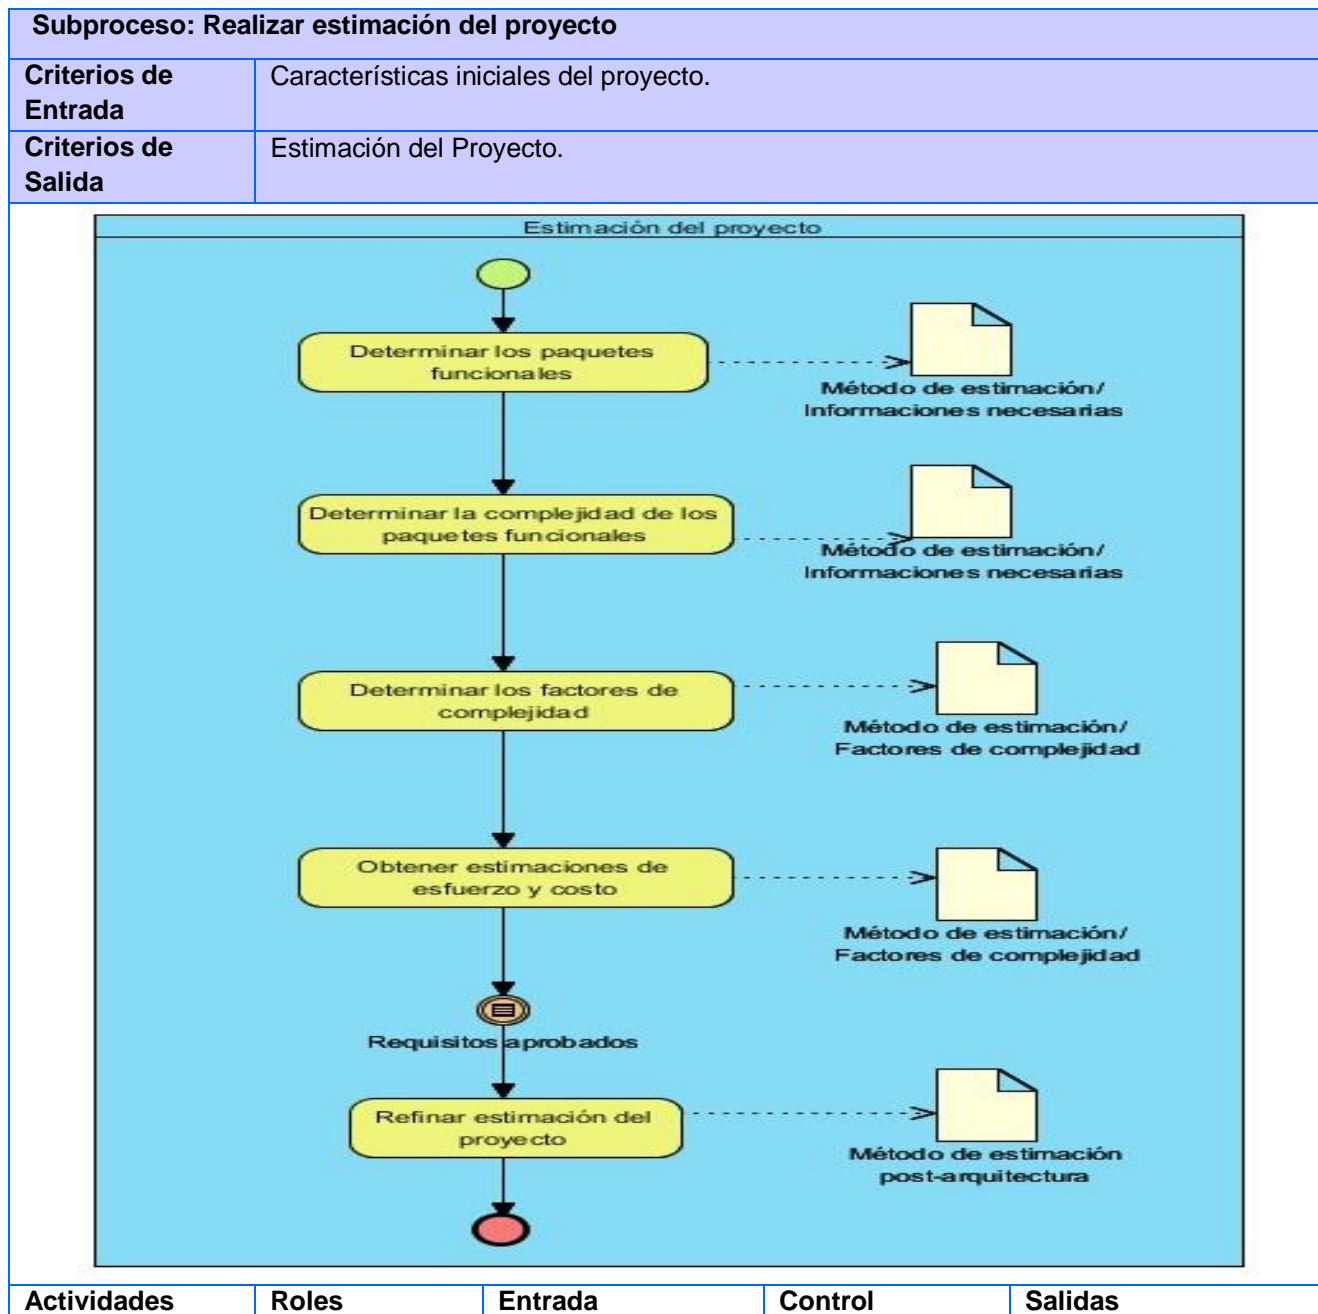 Subproceso: Realizar estimación del proyecto
Criterios de
Entrada
Características iniciales del proyecto.
Criterios de
Salida
Estimación del Proyecto.
Estimación del proyecto
Determinar los paquetes
funcionales
Método de estimación/
Informaciones necesarias
Determinar la complejidad de los
paquetes funcionales
Método de estimación/
Informaciones necesarias
Determinar los factores de
complejidad
Método de estimación/
Factores de complejidad
Obtener estimaciones de
esfuerzo y costo
Método de estimación/
Factores de complejidad
Requisitos aprobados
Refinar estimación del
proyecto
Método de estimación
post-arquitectura
Actividades Roles Entrada Control Salidas